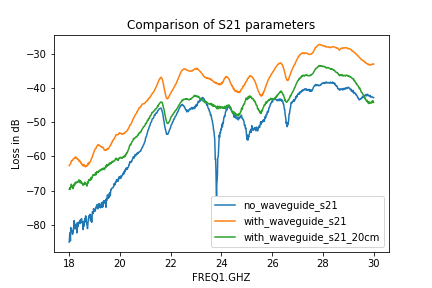 Comparison of S21 parameters
Loss in dB
−30
−40
−50
−60
−70
−80
no_waveguide_s21
with_waveguide_s21
with_waveguide_s21_20cm
18 20 22 24 26 28 30
FREQ1.GHZ